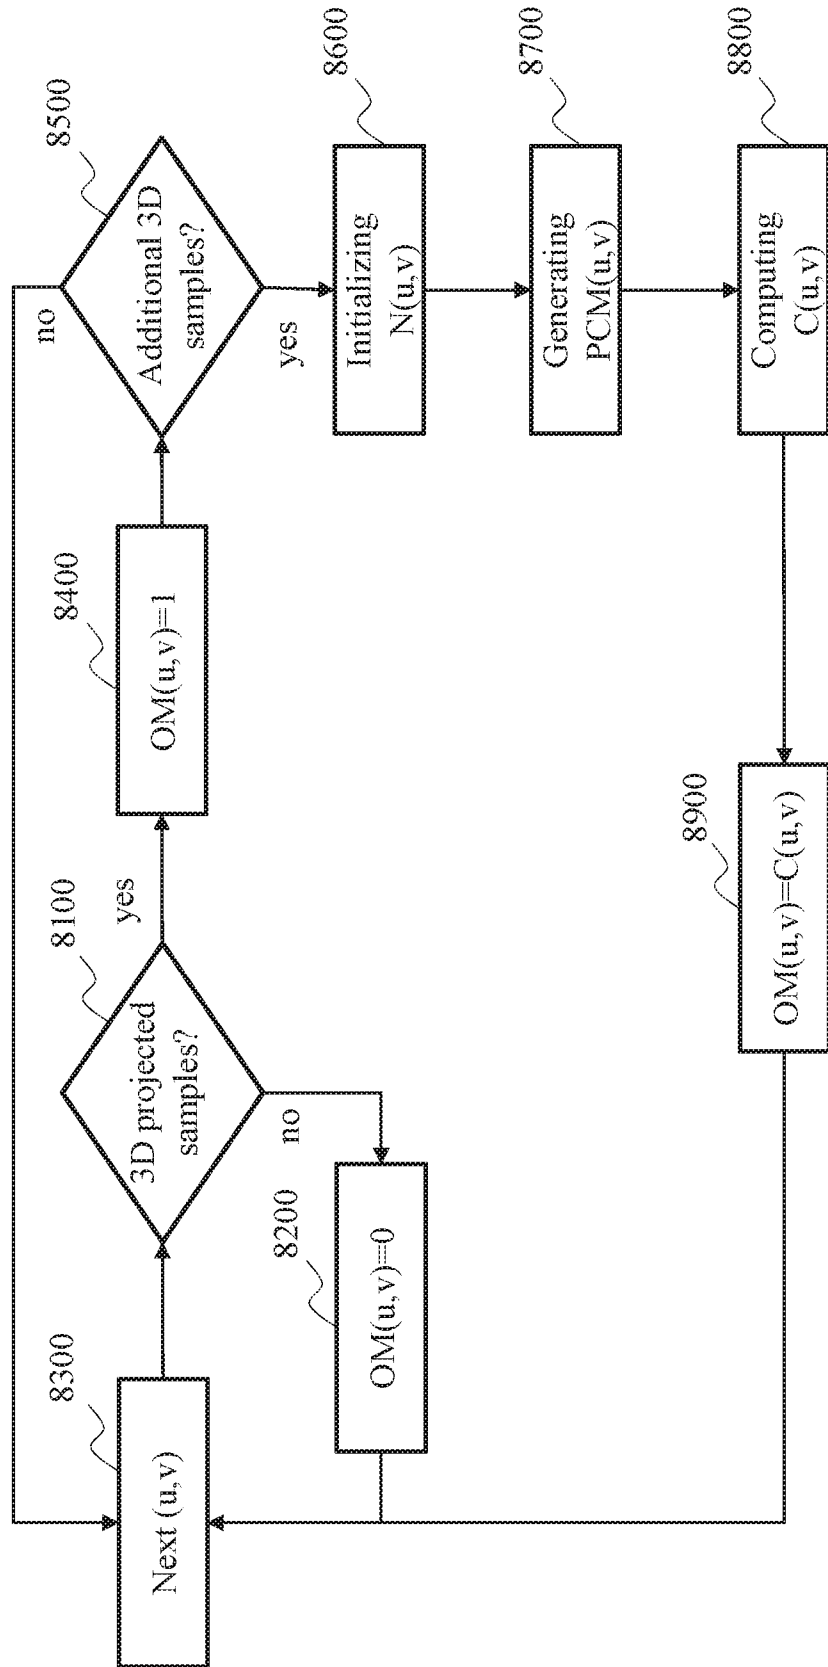 8300
Next (u,v)
8100
3D projected
samples?
yes
no
8200
OM(u,v)=0
8400
OM(u,v)=1
8500
Additional 3D
samples?
no
yes
8600
Initializing
N(u,v)
8700
Generating
PCM(u,v)
8800
Computing
C(u,v)
8900
OM(u,v)=C(u,v)